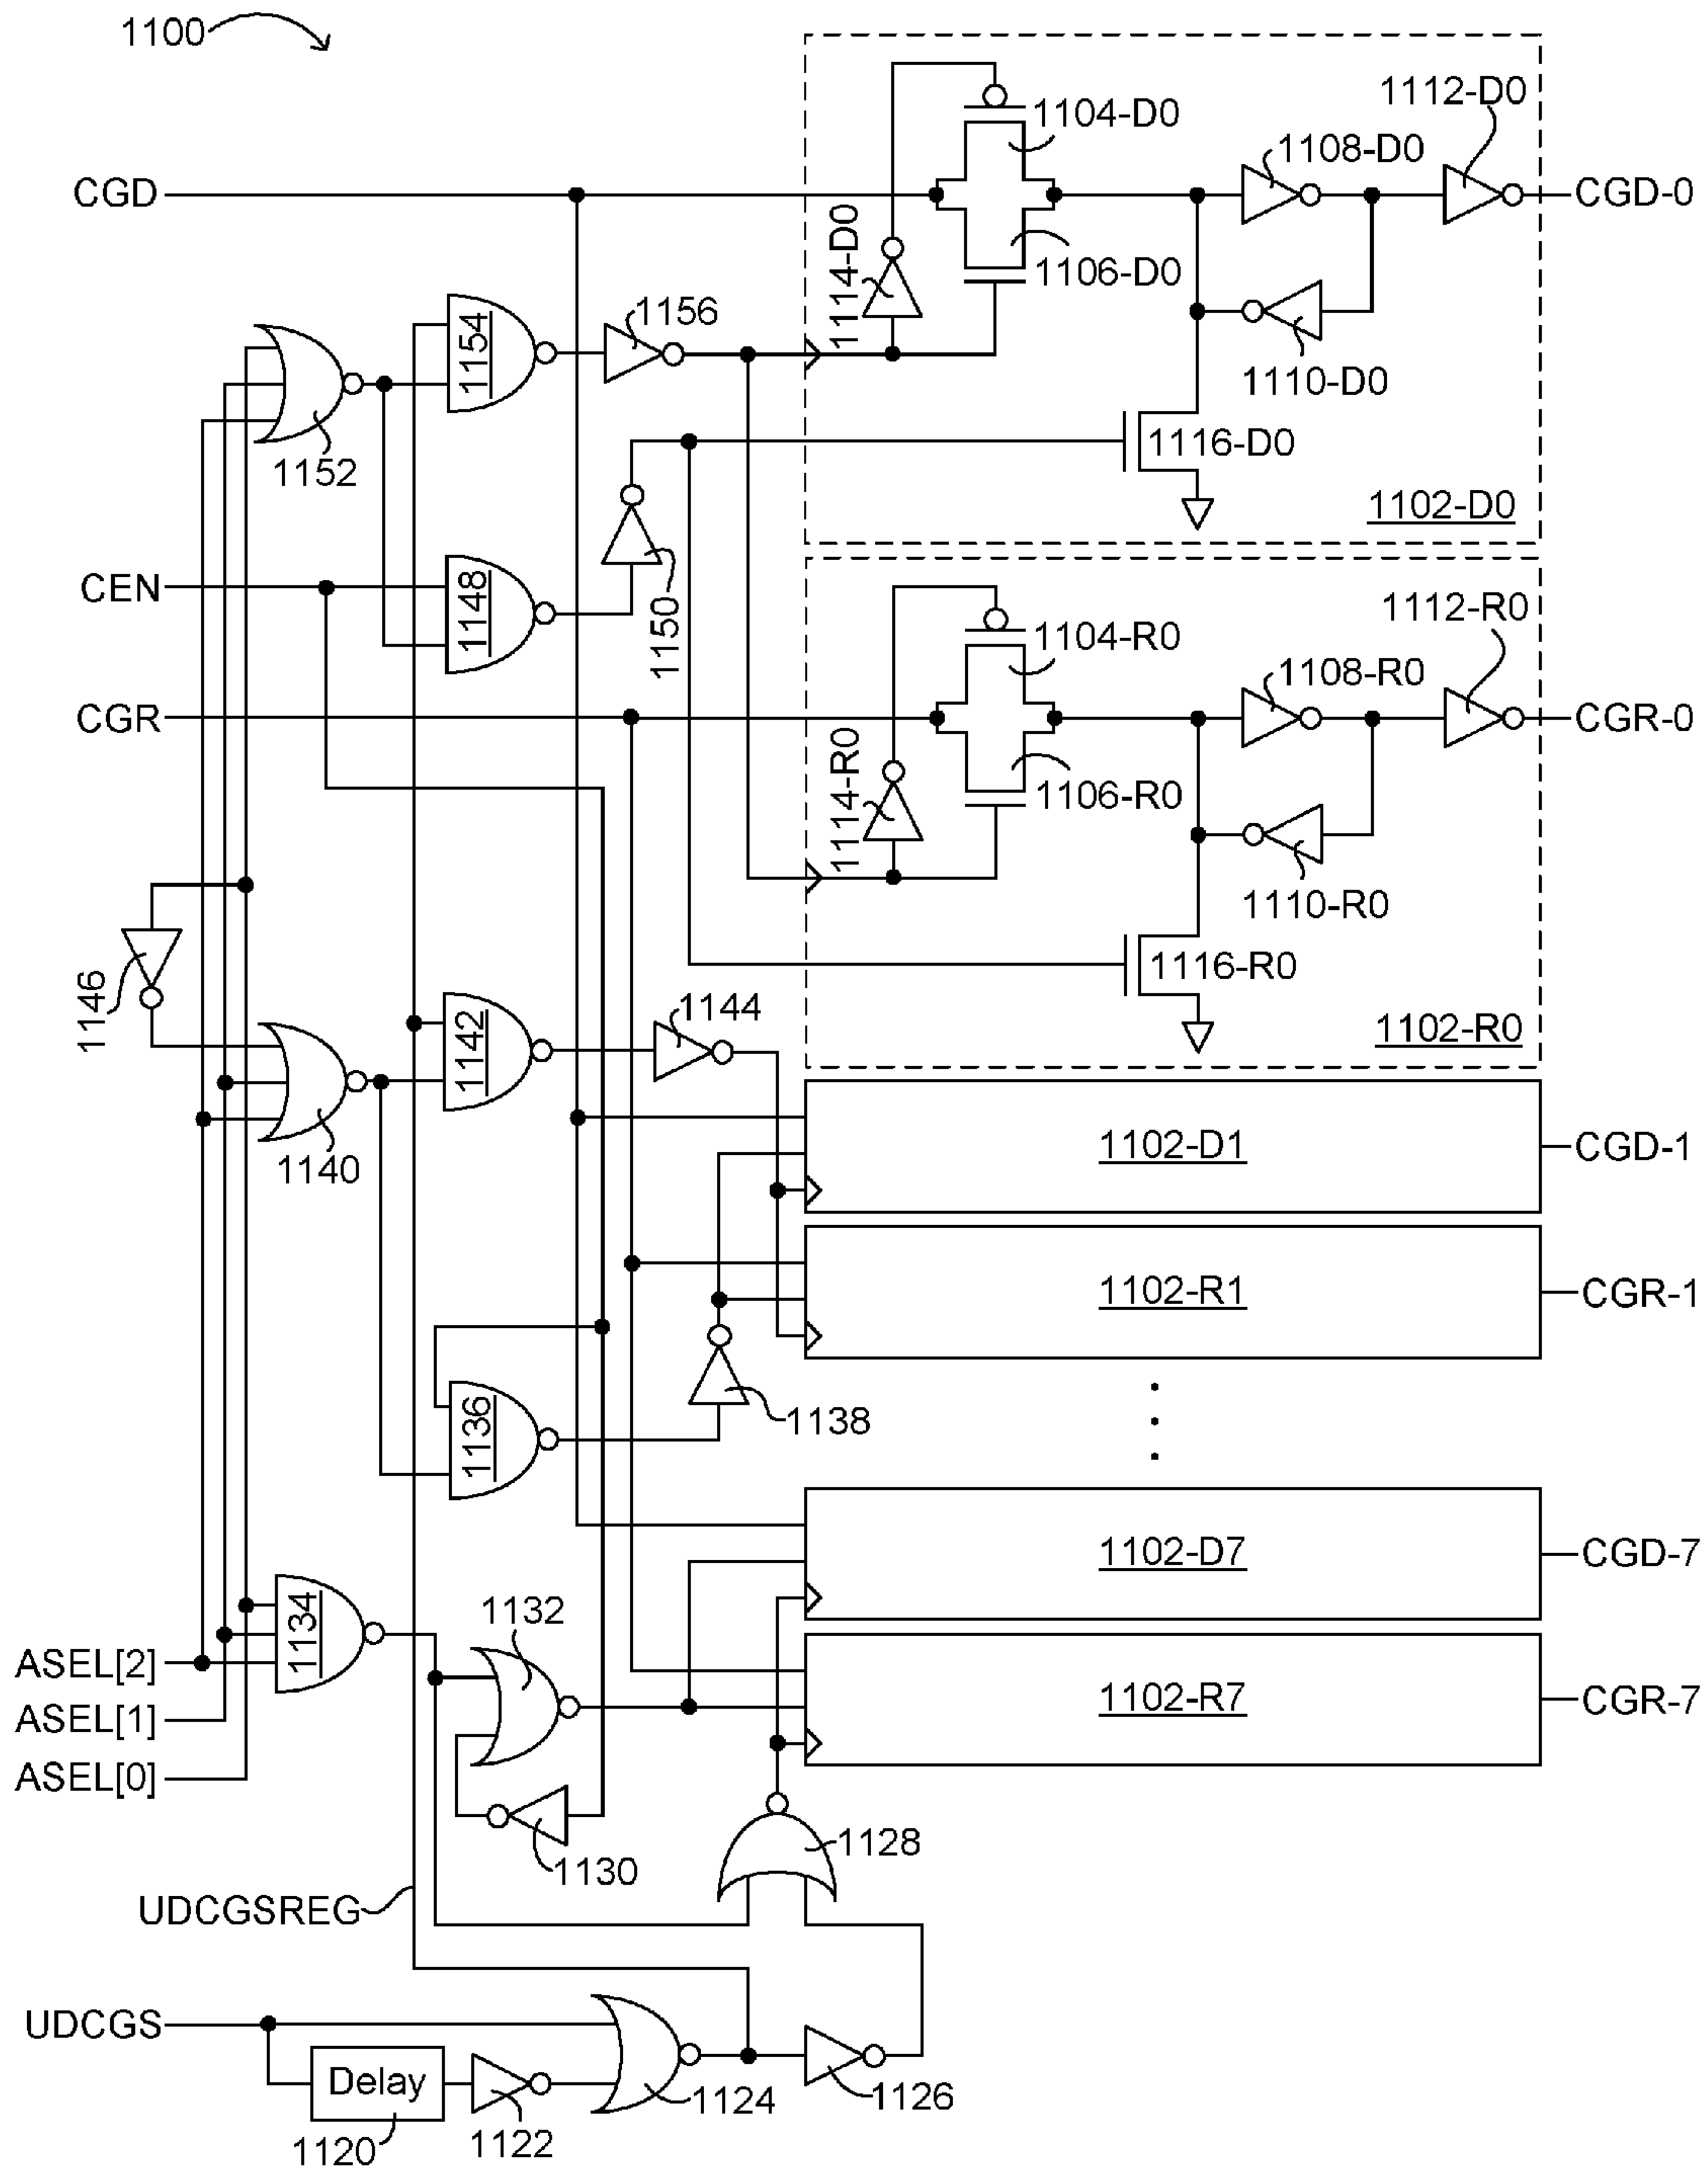 1100
1112-D0
1104-D0
1108-D0
CGD
CGD-0
1114-D0
1106-D0
1156
1154
1110-D0
1152
1116-D0
1102-D0
CEN
1148
1150
1112-R0
1104-R0
1108-R0
CGR
CGR-0
1114-R0
1106-R0
1110-R0
1146
1116-R0
1144
1142
1102-R0
1140
1102-D1
CGD-1
1102-R1
CGR-1
1136
1138
1102-D7
CGD-7
1134
1132
ASEL[2]
ASEL[1]
ASEL[0]
1102-R7
CGR-7
1128
1130
UDCGSREG
UDCGS
Delay
1124
1126
1120
1122